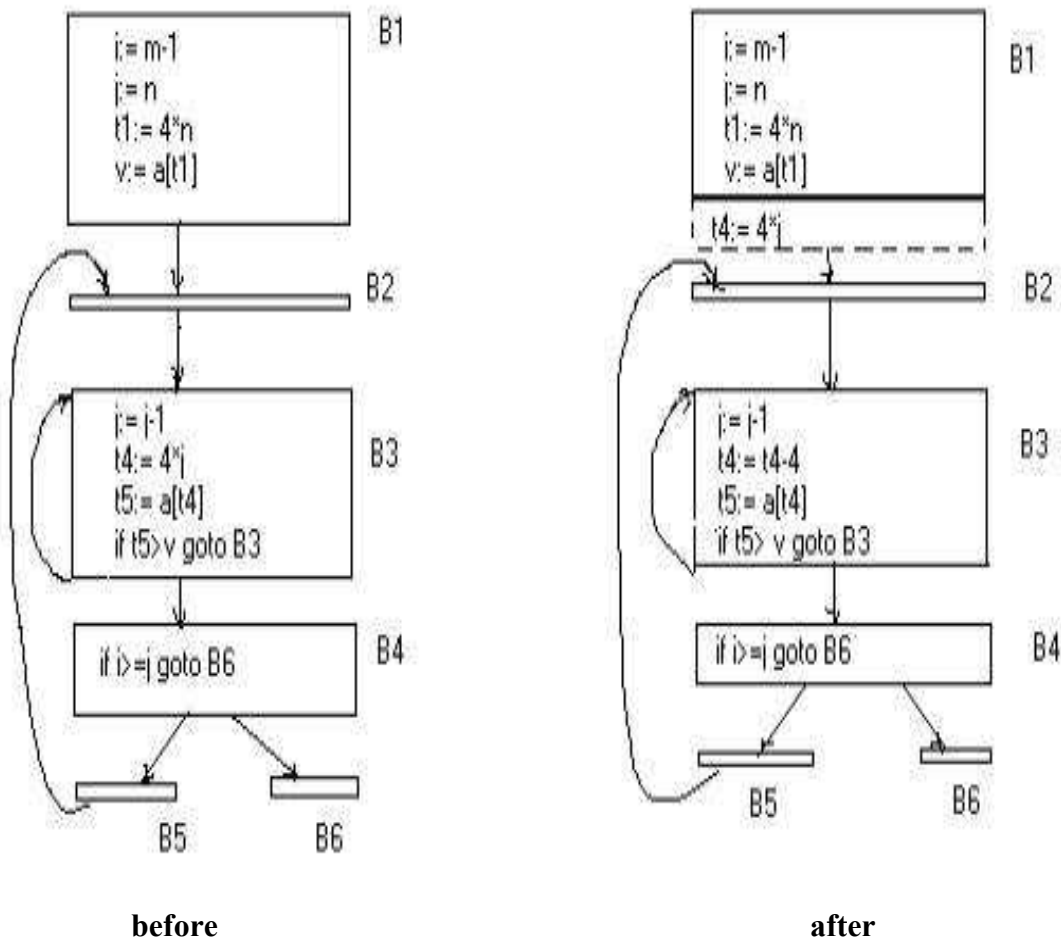 B1
i:= m-1
j:= n
t1:= 4*n
v:= a[t1]
B2
j:= j-1
t4:= 4*j
t5:= a[t4]
if t5>v goto B3
B3
if i>=j goto B6
B4
B5
B6
before
B1
i:= m-1
j:= n
t1:= 4*n
v:= a[t1]
t4:= 4*j
B2
j:= j-1
t4:= t4-4
t5:= a[t4]
if t5> v goto B3
B3
if i>=j goto B6
B4
B5
B6
after